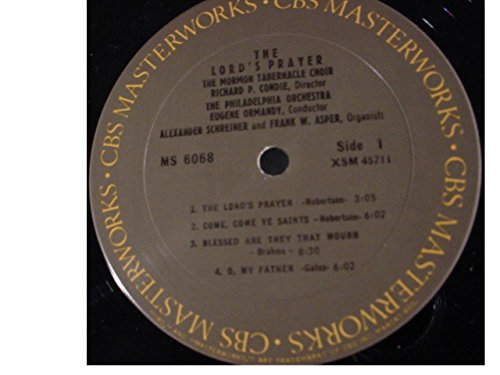 CBS MASTERWORKS · CBS MASTERWORKS · CBS MASTERWORKS · CBS MASTERWORKS ·
THE
LORD'S PRAYER
THE MORMON TABERNACLE CHOIR
RICHARD P. CONDIE, Director
THE PHILADELPHIA ORCHESTRA
EUGENE ORMANDY, Conductor
ALEXANDER SCHREINER and FRANK W. ASPER, Organists
MS 6068
Side 1
XSM 45711
1. THE LORD'S PRAYER -Robertson- 3:05
2. COME, COME YE SAINTS -Robertson- 6:02
3. BLESSED ARE THEY THAT MOURN
-Brahms- 6:30
4. O, MY FATHER -Gates- 6:02